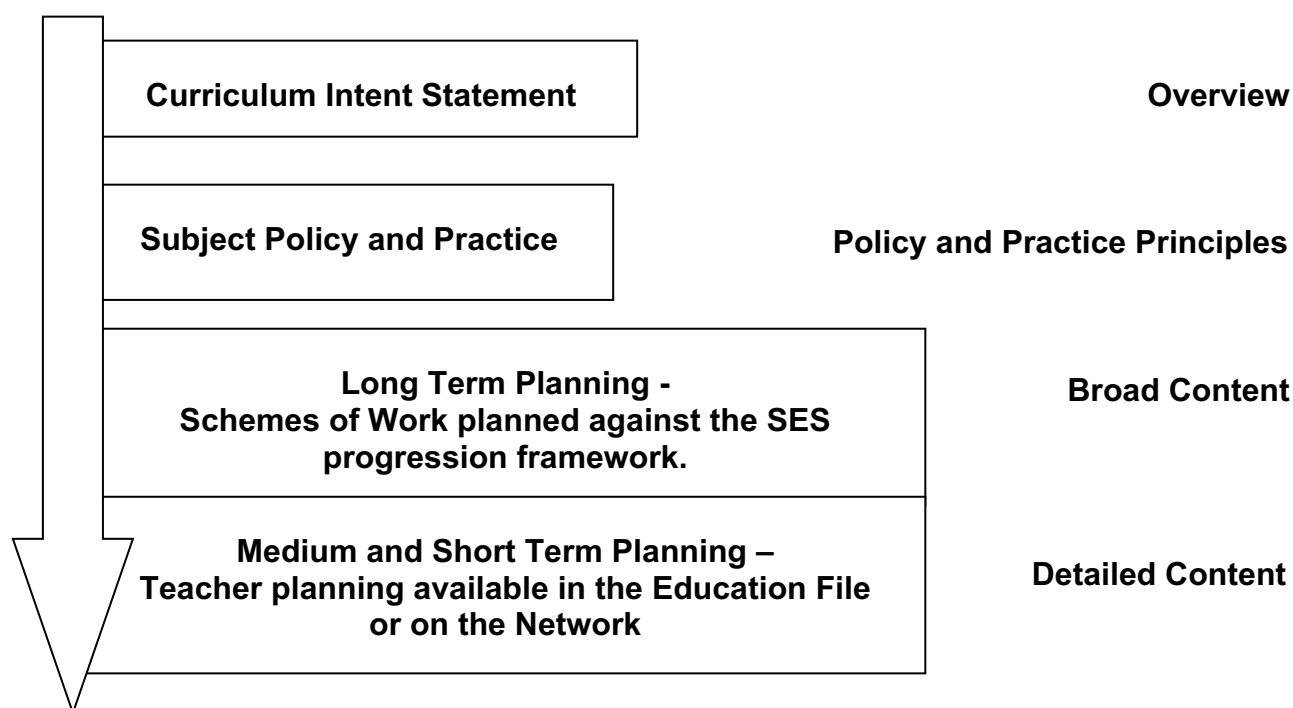 Curriculum Intent Statement
Overview
Subject Policy and Practice
Policy and Practice Principles
Long Term Planning -
Schemes of Work planned against the SES
progression framework.
Broad Content
Medium and Short Term Planning –
Teacher planning available in the Education File
or on the Network
Detailed Content